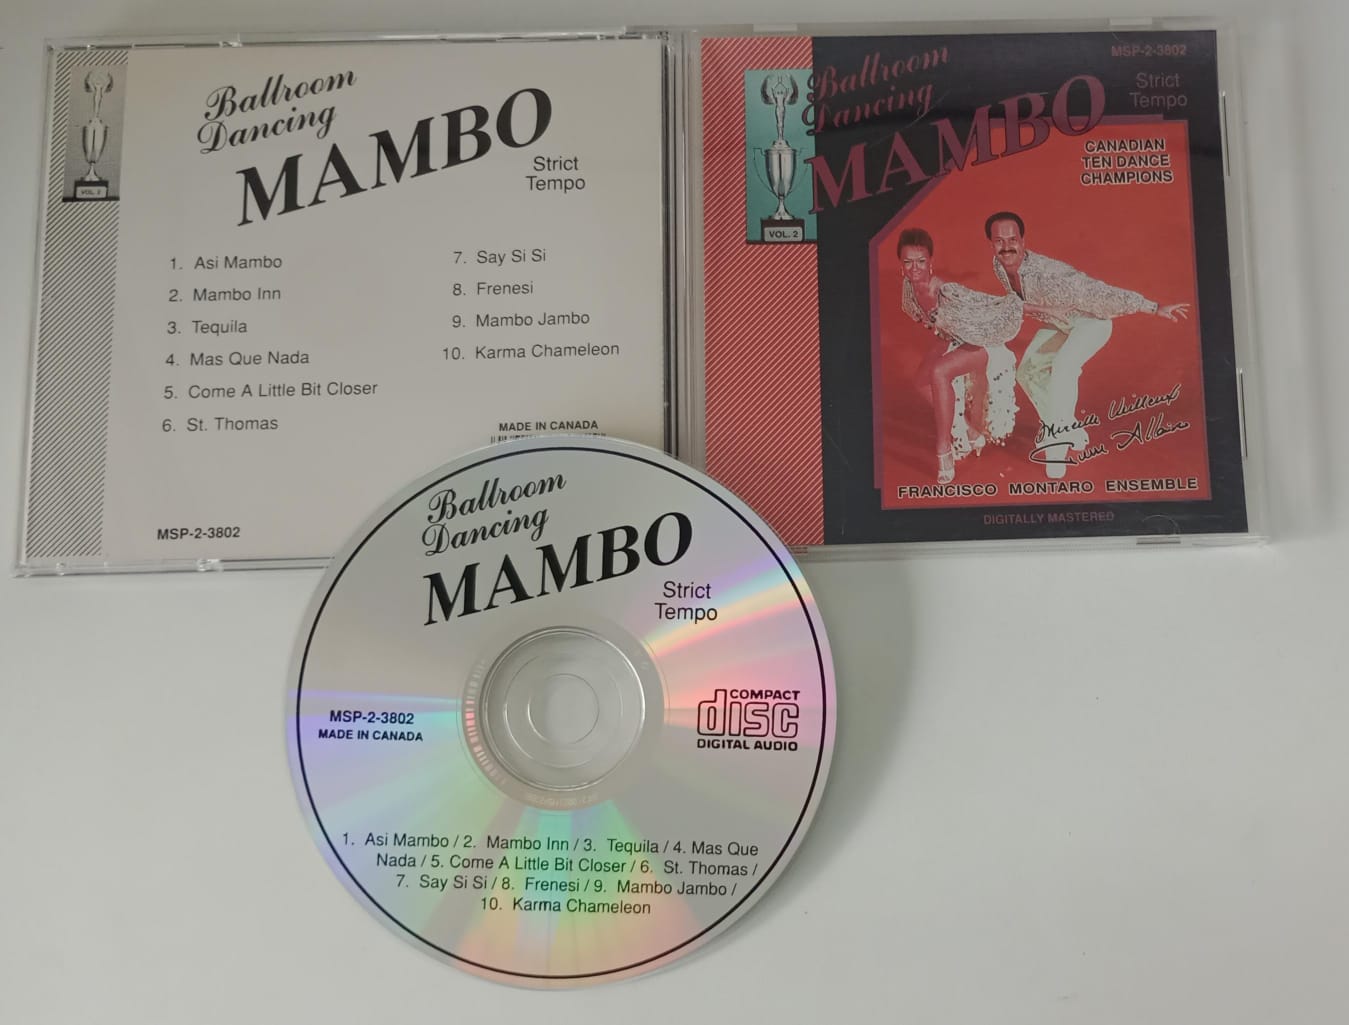 Ballroom
Dancing
MAMBO
Strict
Tempo
VOL. 2
1. Asi Mambo
2. Mambo Inn
3. Tequila
4. Mas Que Nada
5. Come A Little Bit Closer
6. St. Thomas
7. Say Si Si
8. Frenesi
9. Mambo Jambo
10. Karma Chameleon
MADE IN CANADA
MSP-2-3802
MSP-2-3802
Ballroom
Dancing
MAMBO
Strict
Tempo
VOL. 2
CANADIAN
TEN DANCE
CHAMPIONS
Mireille Veilleux
FRANCISCO MONTARO ENSEMBLE
DIGITALLY MASTERED
Ballroom
Dancing
MAMBO
Strict
Tempo
MSP-2-3802
MADE IN CANADA
COMPACT
disc
DIGITAL AUDIO
1. Asi Mambo / 2. Mambo Inn / 3. Tequila / 4. Mas Que
Nada / 5. Come A Little Bit Closer / 6. St. Thomas /
7. Say Si Si / 8. Frenesi / 9. Mambo Jambo /
10. Karma Chameleon